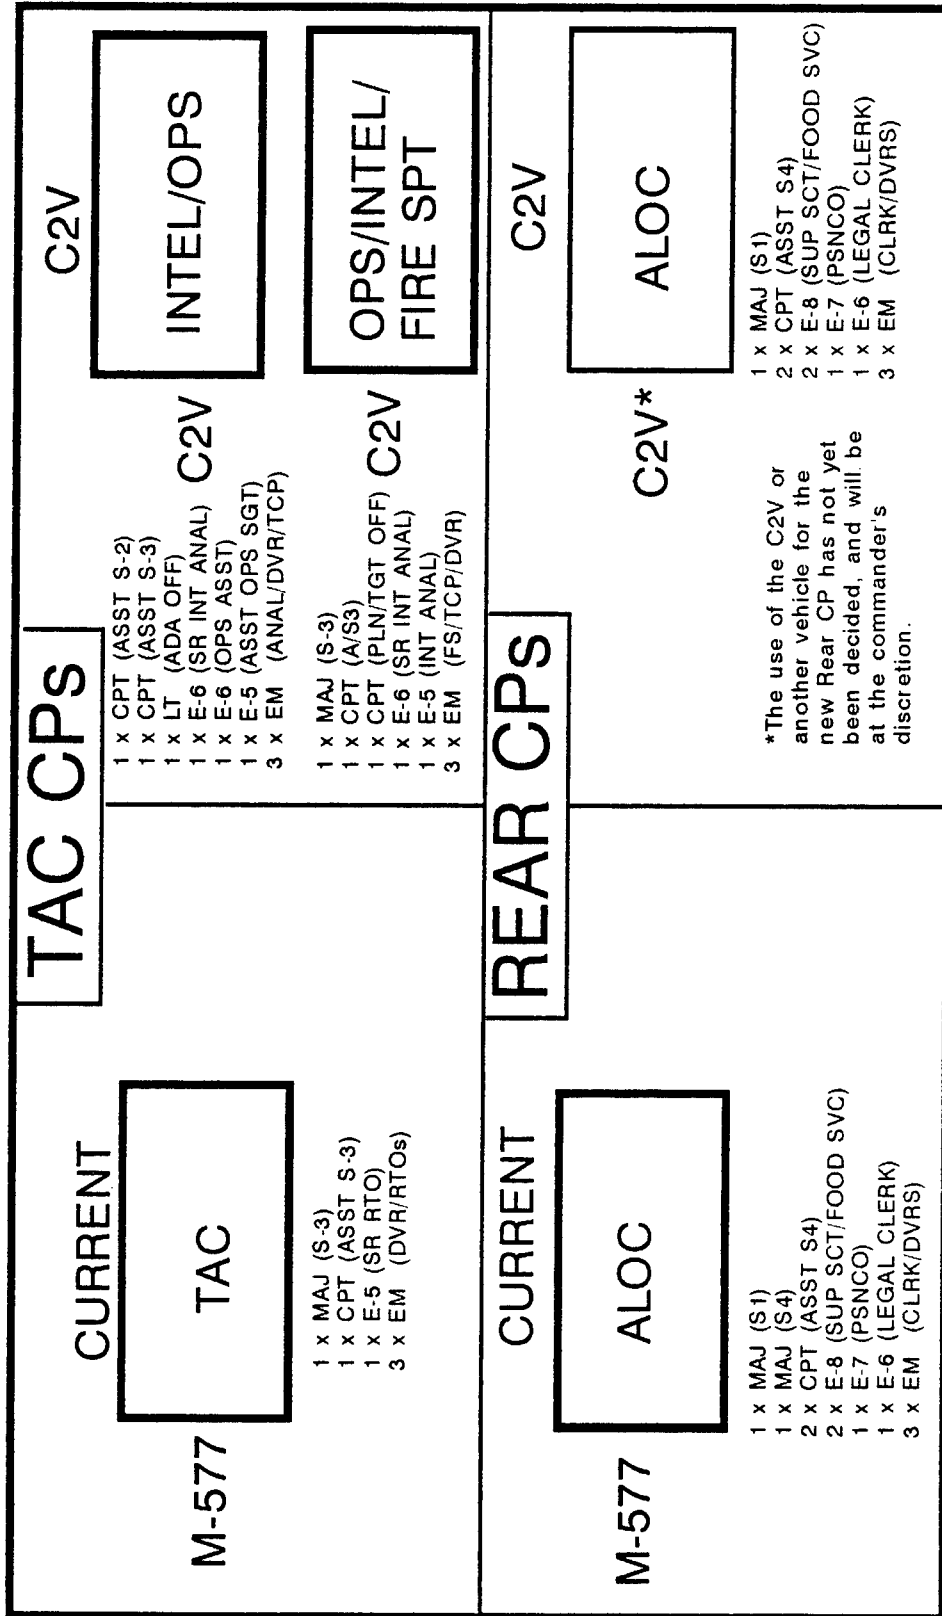 TAC CPs
CURRENT
M-577
TAC
1 x MAJ (S-3)
1 x CPT (ASST S-3)
1 x E-5 (SR RTO)
3 x EM (DVR/RTOs)
C2V
1 x CPT (ASST S-2)
1 x CPT (ASST S-3)
1 x LT (ADA OFF)
1 x E-6 (SR INT ANAL)
1 x E-6 (OPS ASST)
1 x E-5 (ASST OPS SGT)
3 x EM (ANAL/DVR/TCP)
C2V
INTEL/OPS
1 x MAJ (S-3)
1 x CPT (A/S3)
1 x CPT (PLN/TGT OFF)
1 x E-6 (SR INT ANAL)
1 x E-5 (INT ANAL)
3 x EM (FS/TCP/DVR)
C2V
OPS/INTEL/
FIRE SPT
REAR CPs
CURRENT
M-577
ALOC
1 x MAJ (S1)
1 x MAJ (S4)
2 x CPT (ASST S4)
2 x E-8 (SUP SCT/FOOD SVC)
1 x E-7 (PSNCO)
1 x E-6 (LEGAL CLERK)
3 x EM (CLRK/DVRS)
C2V
C2V*
ALOC
1 x MAJ (S1)
2 x CPT (ASST S4)
2 x E-8 (SUP SCT/FOOD SVC)
1 x E-7 (PSNCO)
1 x E-6 (LEGAL CLERK)
3 x EM (CLRK/DVRS)
*The use of the C2V or
another vehicle for the
new Rear CP has not yet
been decided, and will be
at the commander's
discretion.